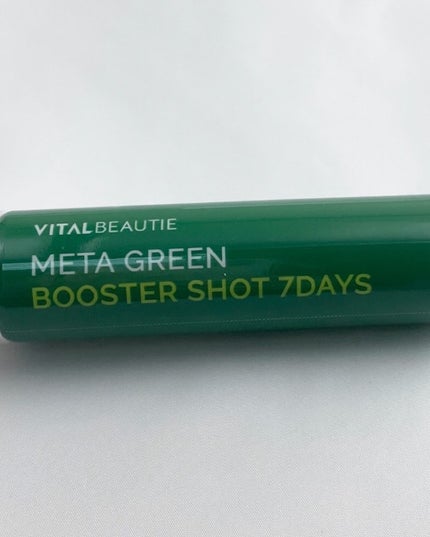 VITALBEAUTIE
META GREEN
BOOSTER SHOT 7DAYS